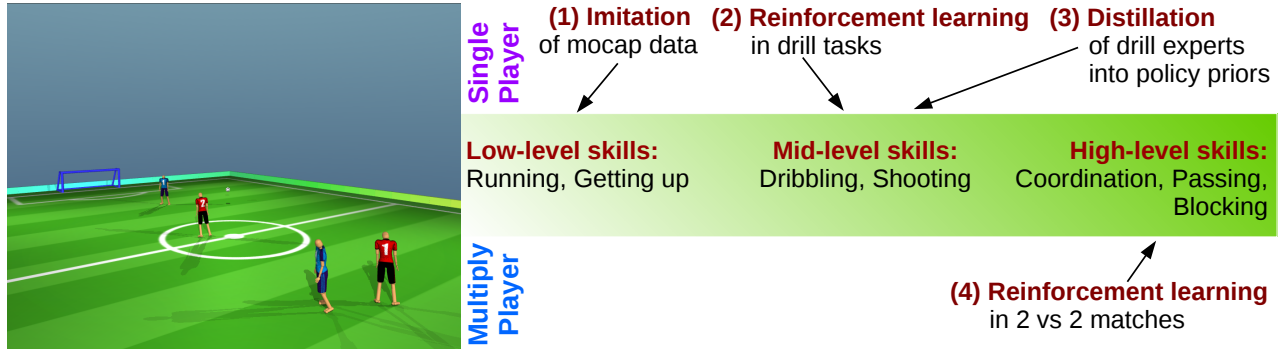 Single
Player
(1) Imitation
of mocap data
(2) Reinforcement learning
in drill tasks
(3) Distillation
of drill experts
into policy priors
Low-level skills:
Running, Getting up
Mid-level skills:
Dribbling, Shooting
High-level skills:
Coordination, Passing,
Blocking
Multiply
Player
(4) Reinforcement learning
in 2 vs 2 matches
7
1